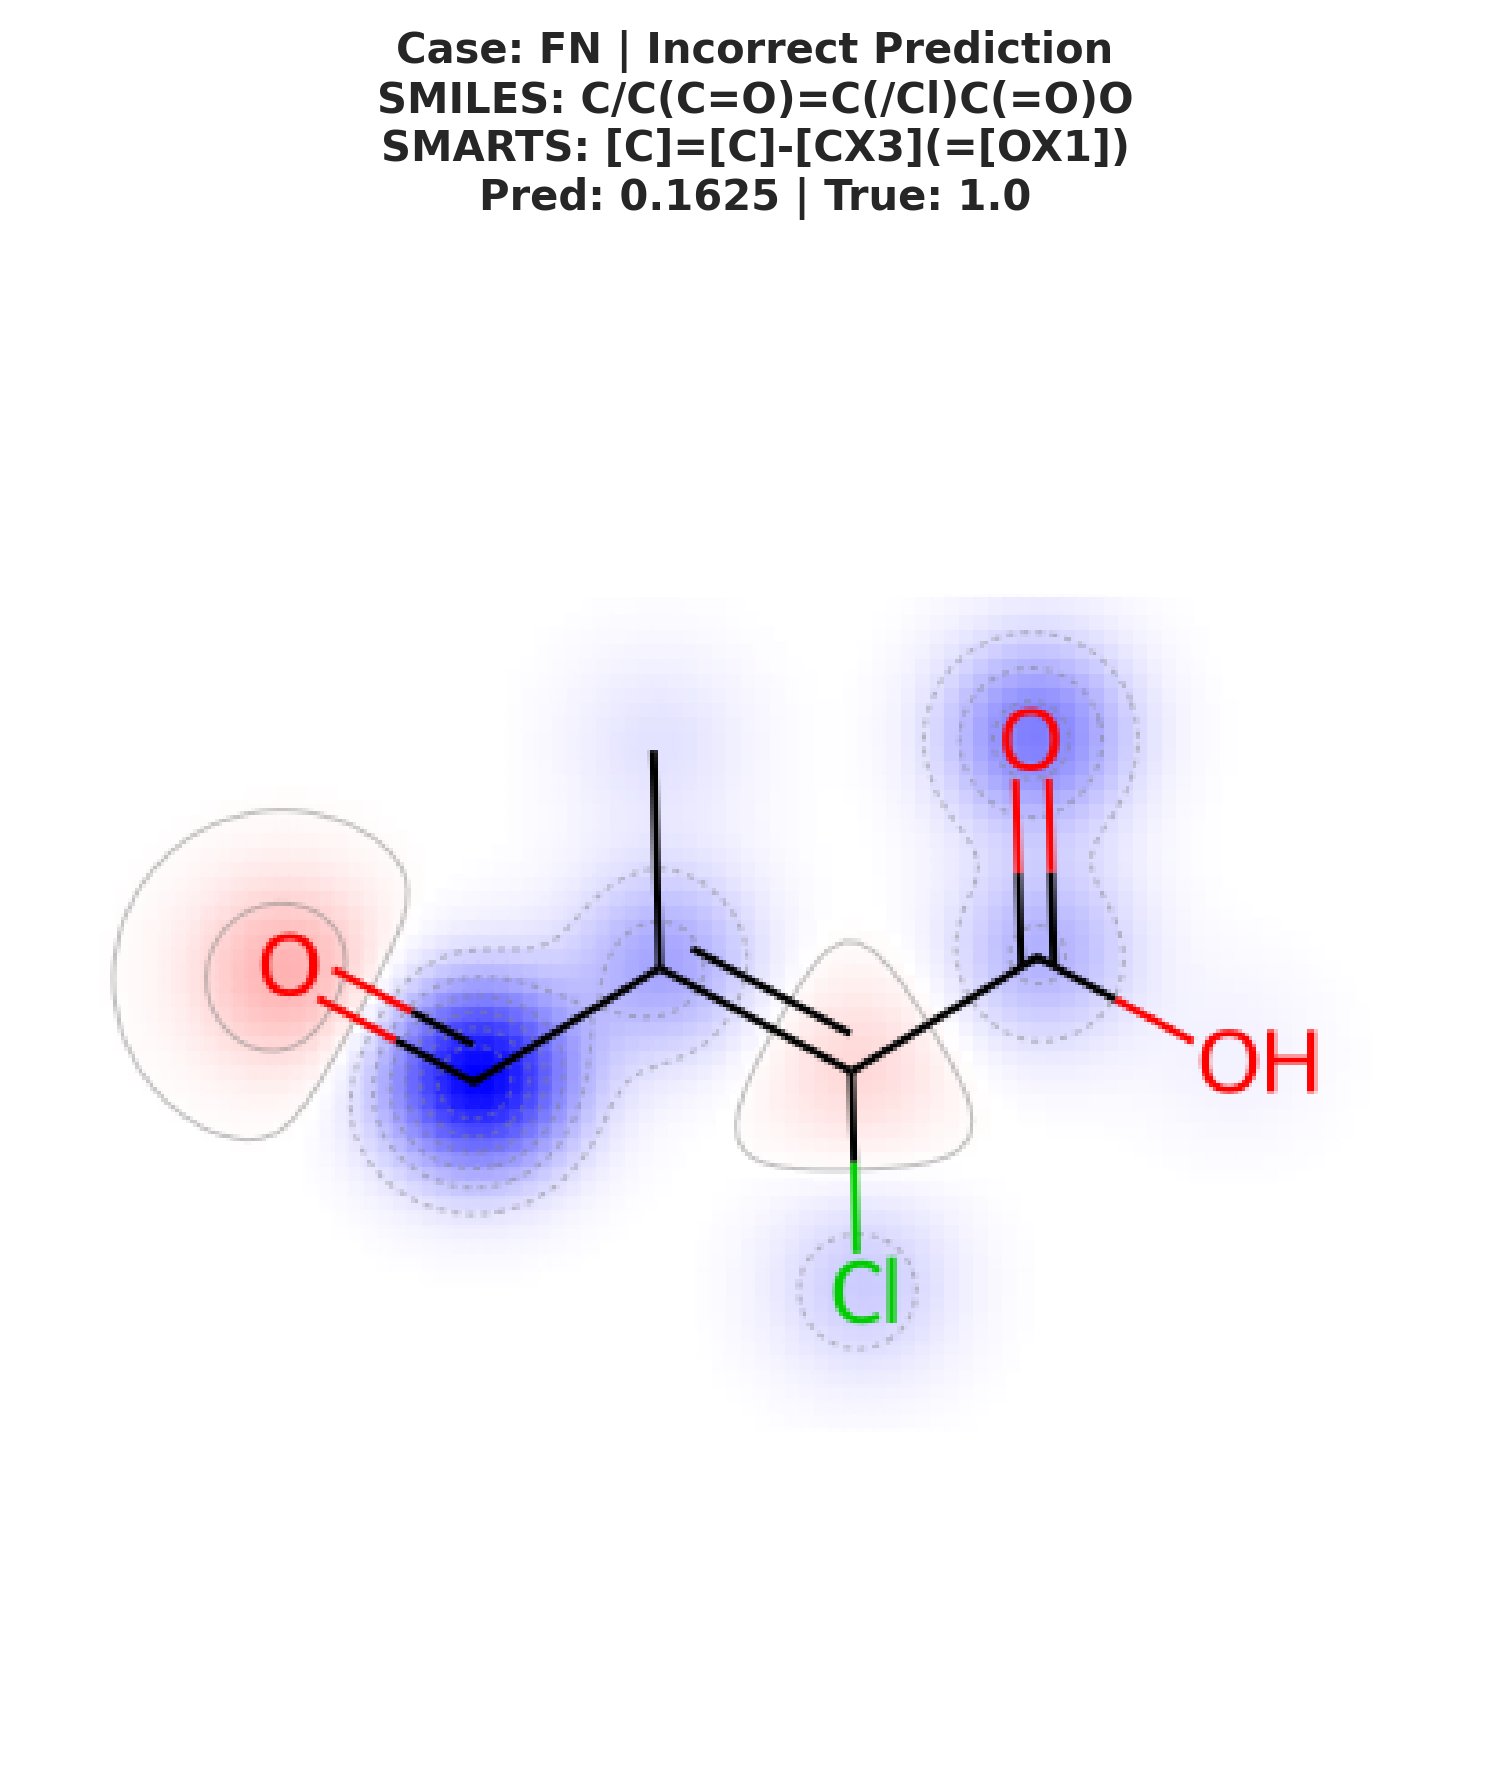 Case: FN | Incorrect Prediction
SMILES: C/C(C=O)=C(/Cl)C(=O)O
SMARTS: [C]=[C]-[CX3](=[OX1])
Pred: 0.1625 | True: 1.0
O
O
OH
Cl